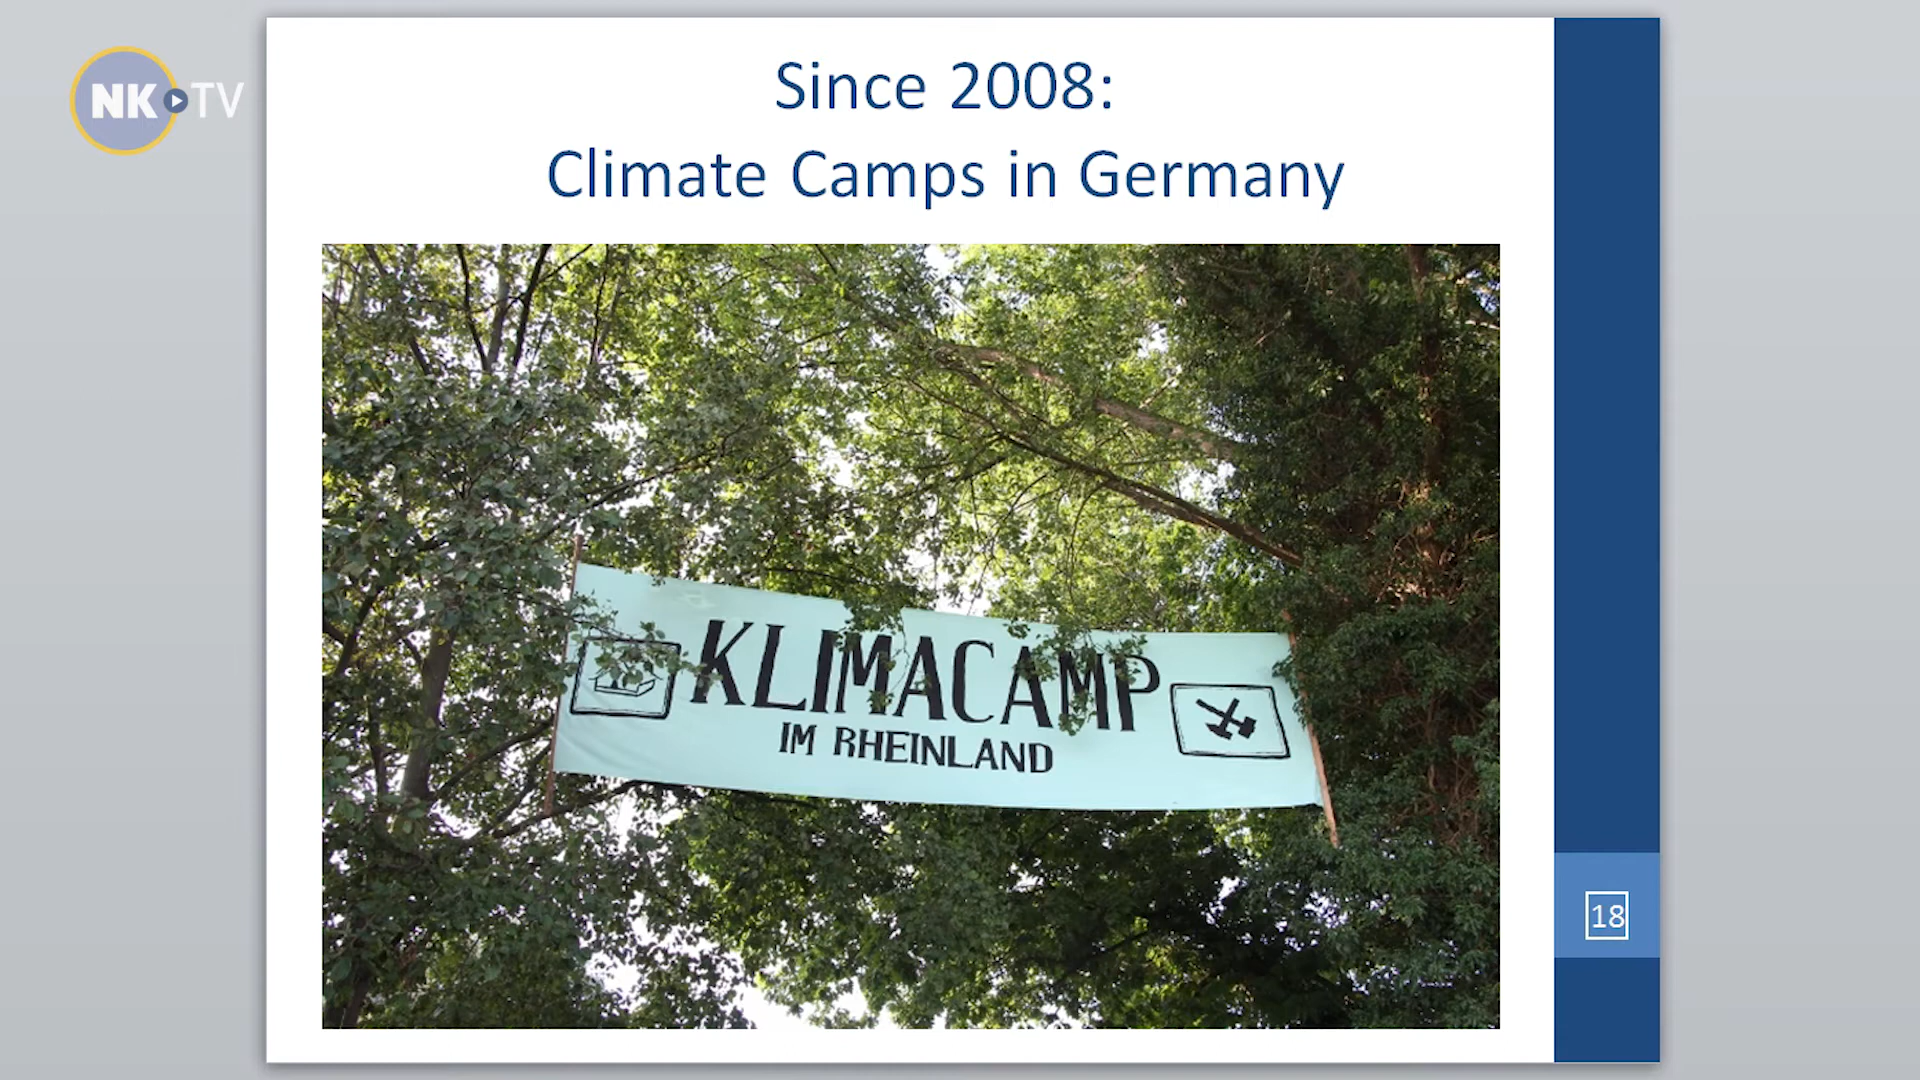 NK TV
Since 2008:
Climate Camps in Germany
KLIMACAMP
IM RHEINLAND
18